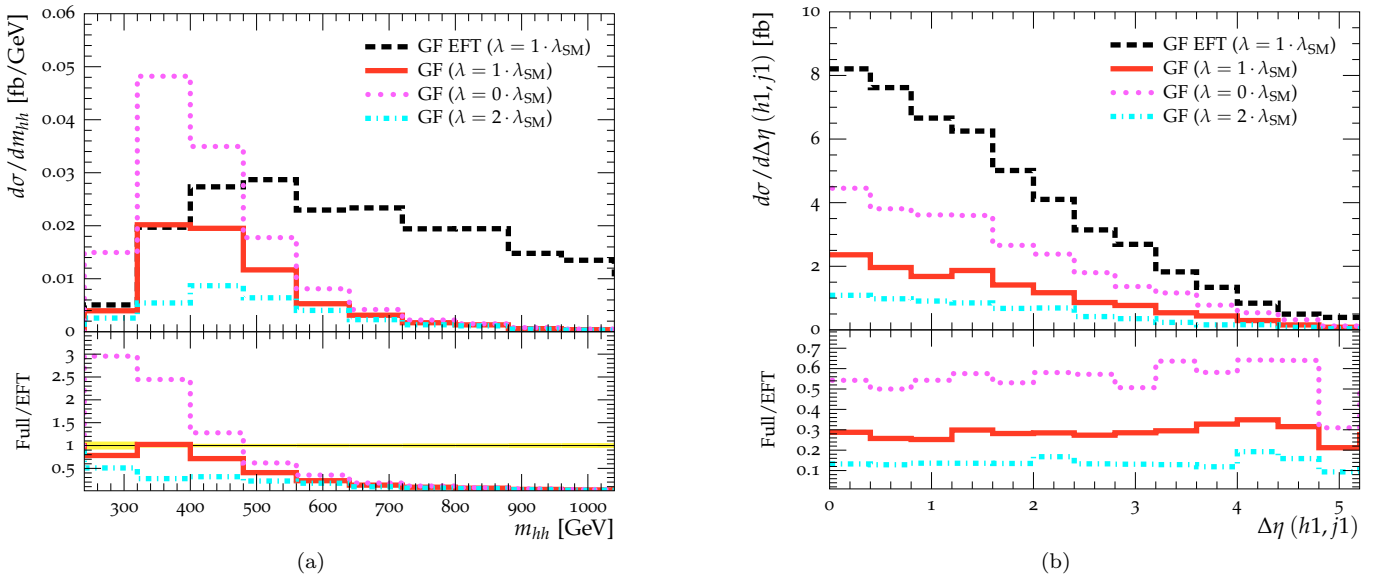 dσ/dm_hh [fb/GeV]
0.06
0.05
0.04
0.03
0.02
0.01
0
GF EFT (λ = 1 · λ_SM)
GF (λ = 1 · λ_SM)
GF (λ = 0 · λ_SM)
GF (λ = 2 · λ_SM)
Full/EFT
3
2.5
2
1.5
1
0.5
300 400 500 600 700 800 900 1000
m_hh [GeV]
(a)
dσ/dΔη (h1, j1) [fb]
10
8
6
4
2
0
GF EFT (λ = 1 · λ_SM)
GF (λ = 1 · λ_SM)
GF (λ = 0 · λ_SM)
GF (λ = 2 · λ_SM)
Full/EFT
0.7
0.6
0.5
0.4
0.3
0.2
0.1
0 1 2 3 4 5
Δη (h1, j1)
(b)